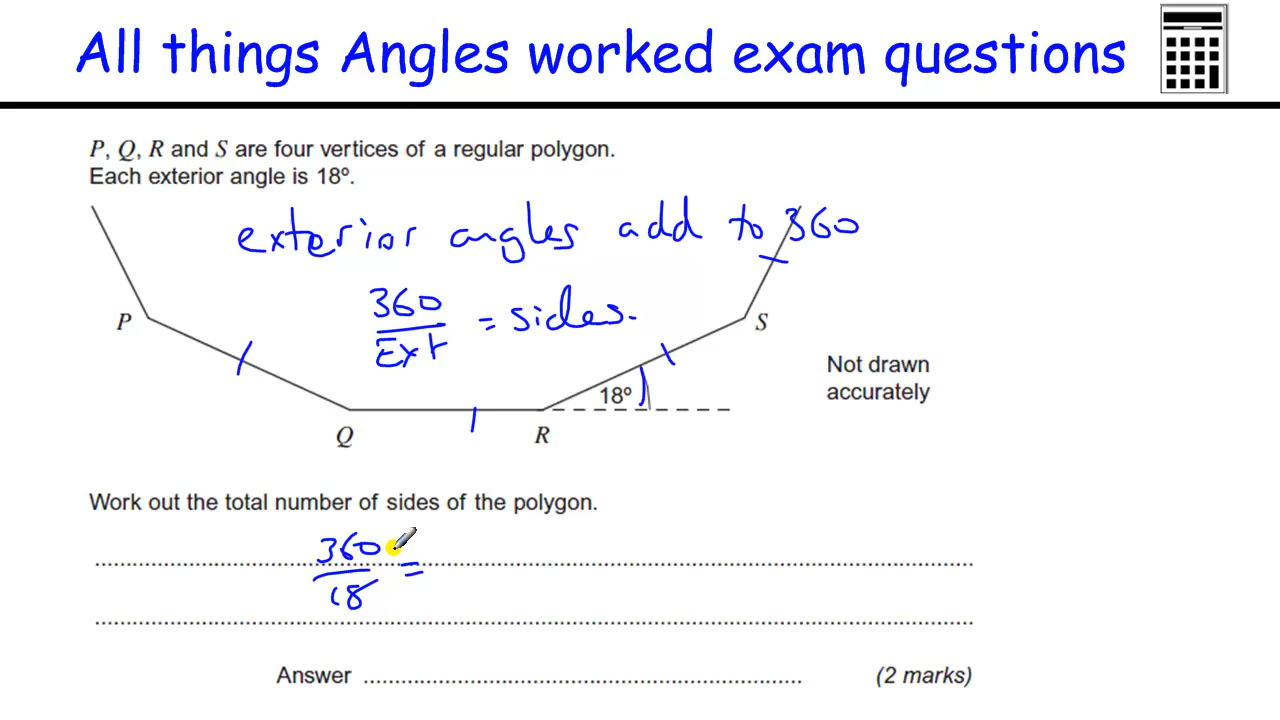 All things Angles worked exam questions
P, Q, R and S are four vertices of a regular polygon.
Each exterior angle is 18º.
exterior angles add to 360
360
Ext
= sides.
P
S
Not drawn
accurately
18º
Q
R
Work out the total number of sides of the polygon.
360
18
=
Answer ........................................................................ (2 marks)